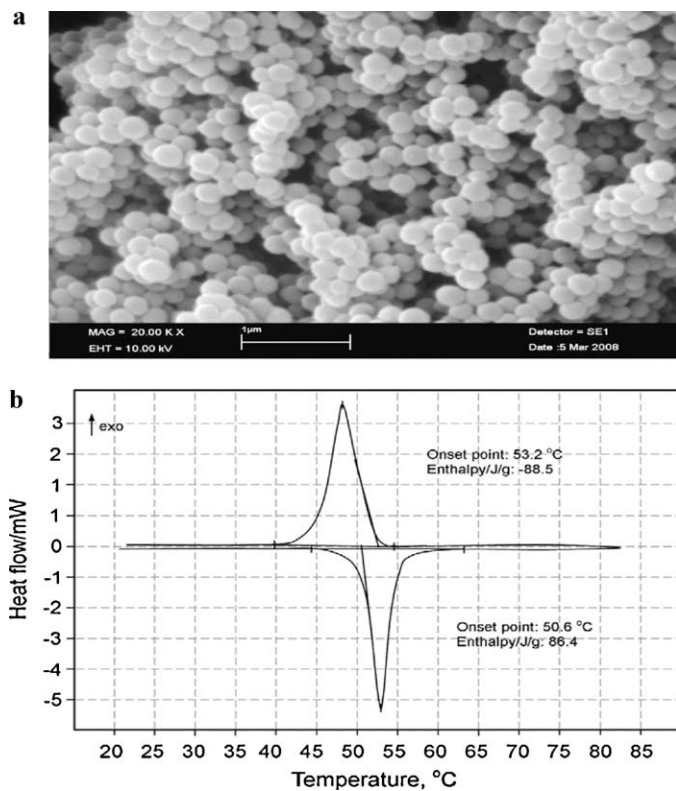 a
MAG = 20.00 K X
EHT = 10.00 kV
1µm
Detector = SE1
Date :5 Mar 2008
b
exo
Onset point: 53.2 °C
Enthalpy/J/g: -88.5
Onset point: 50.6 °C
Enthalpy/J/g: 86.4
Heat flow/mW
3
2
1
1
0
-1
-2
-3
-4
-5
20 25 30 35 40 45 50 55 60 65 70 75 80 85
Temperature, °C